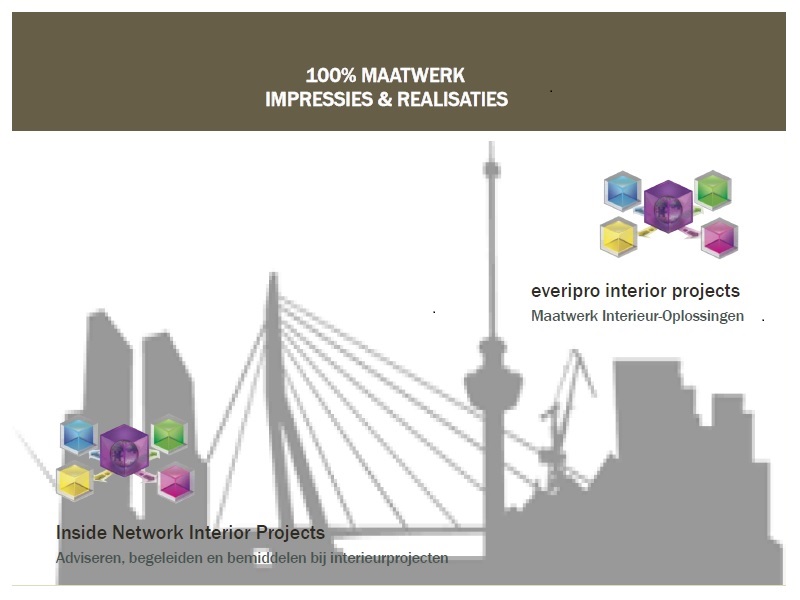 100% MAATWERK
IMPRESSIES & REALISATIES
everipro interior projects
Maatwerk Interieur-Oplossingen
Inside Network Interior Projects
Adviseren, begeleiden en bemiddelen bij interieurprojecten